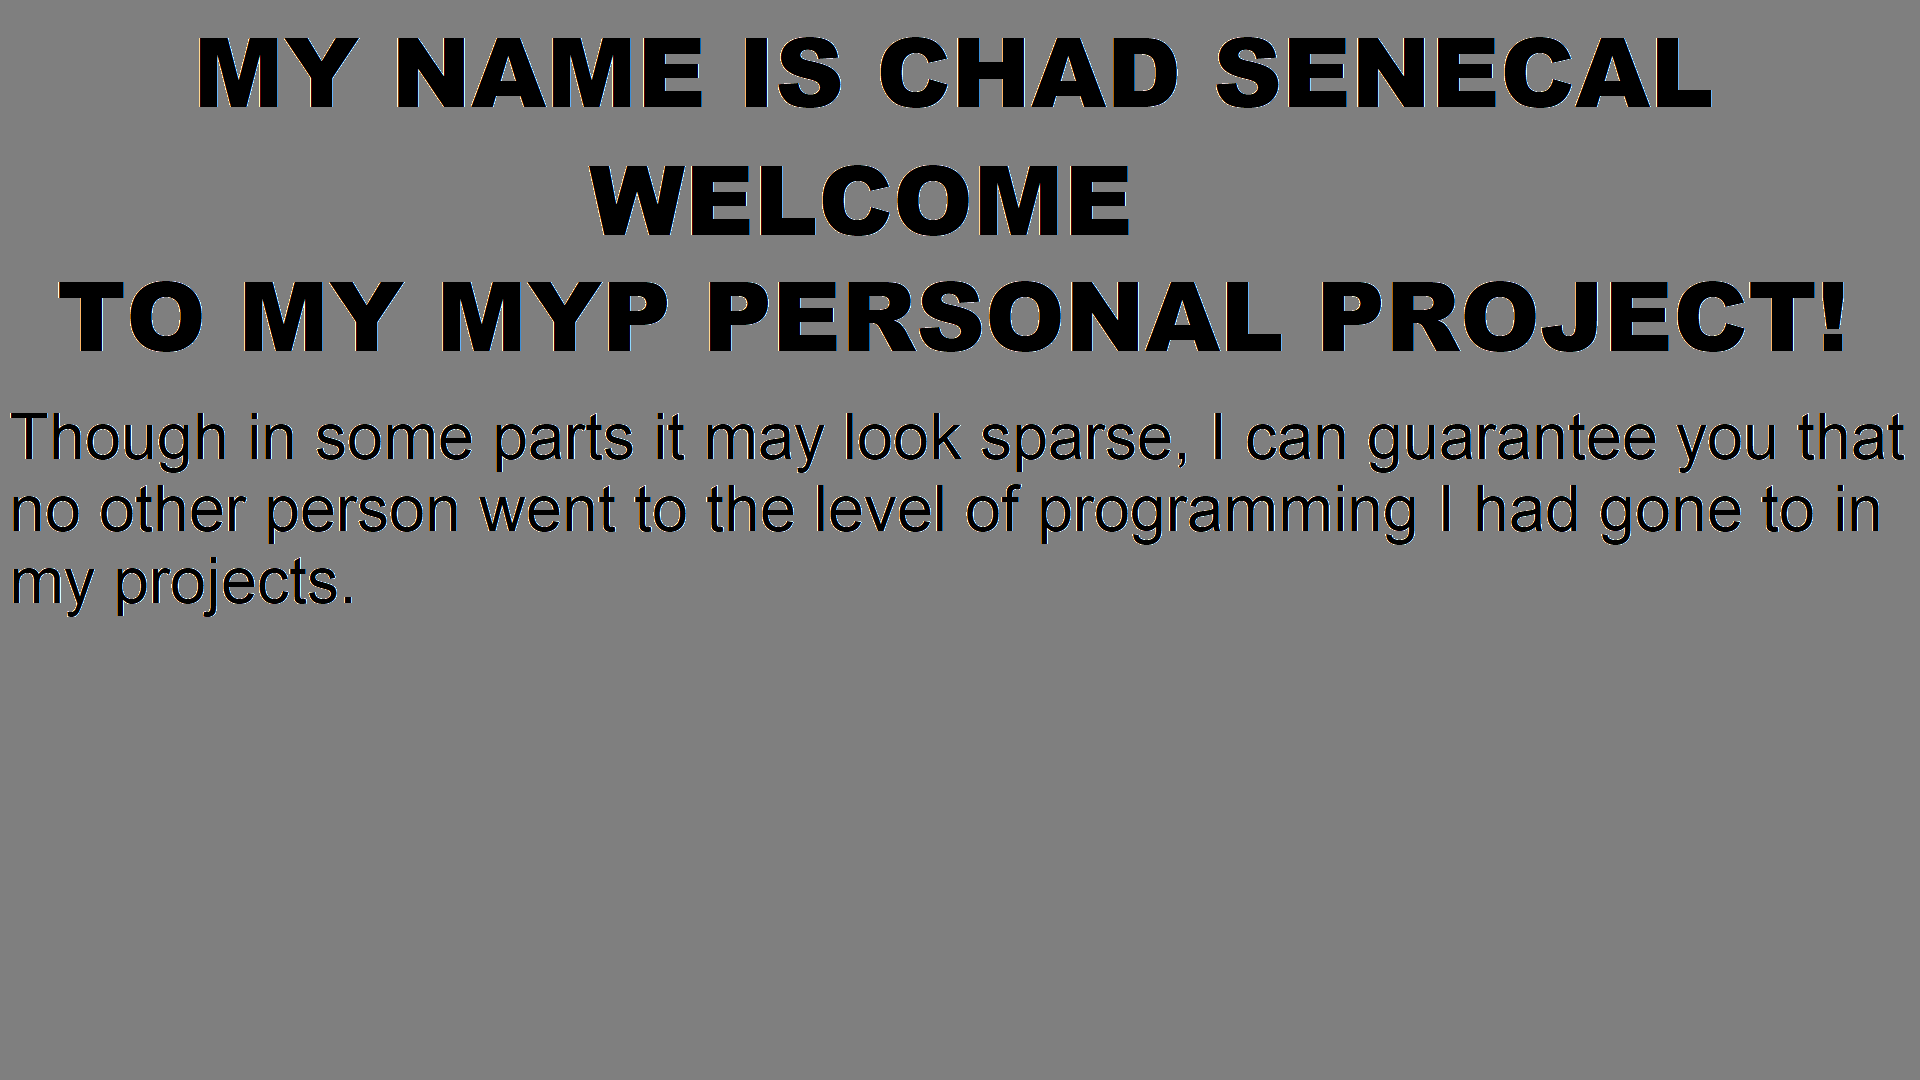 MY NAME IS CHAD SENECAL
WELCOME
TO MY MYP PERSONAL PROJECT!
Though in some parts it may look sparse, I can guarantee you that
no other person went to the level of programming I had gone to in
my projects.